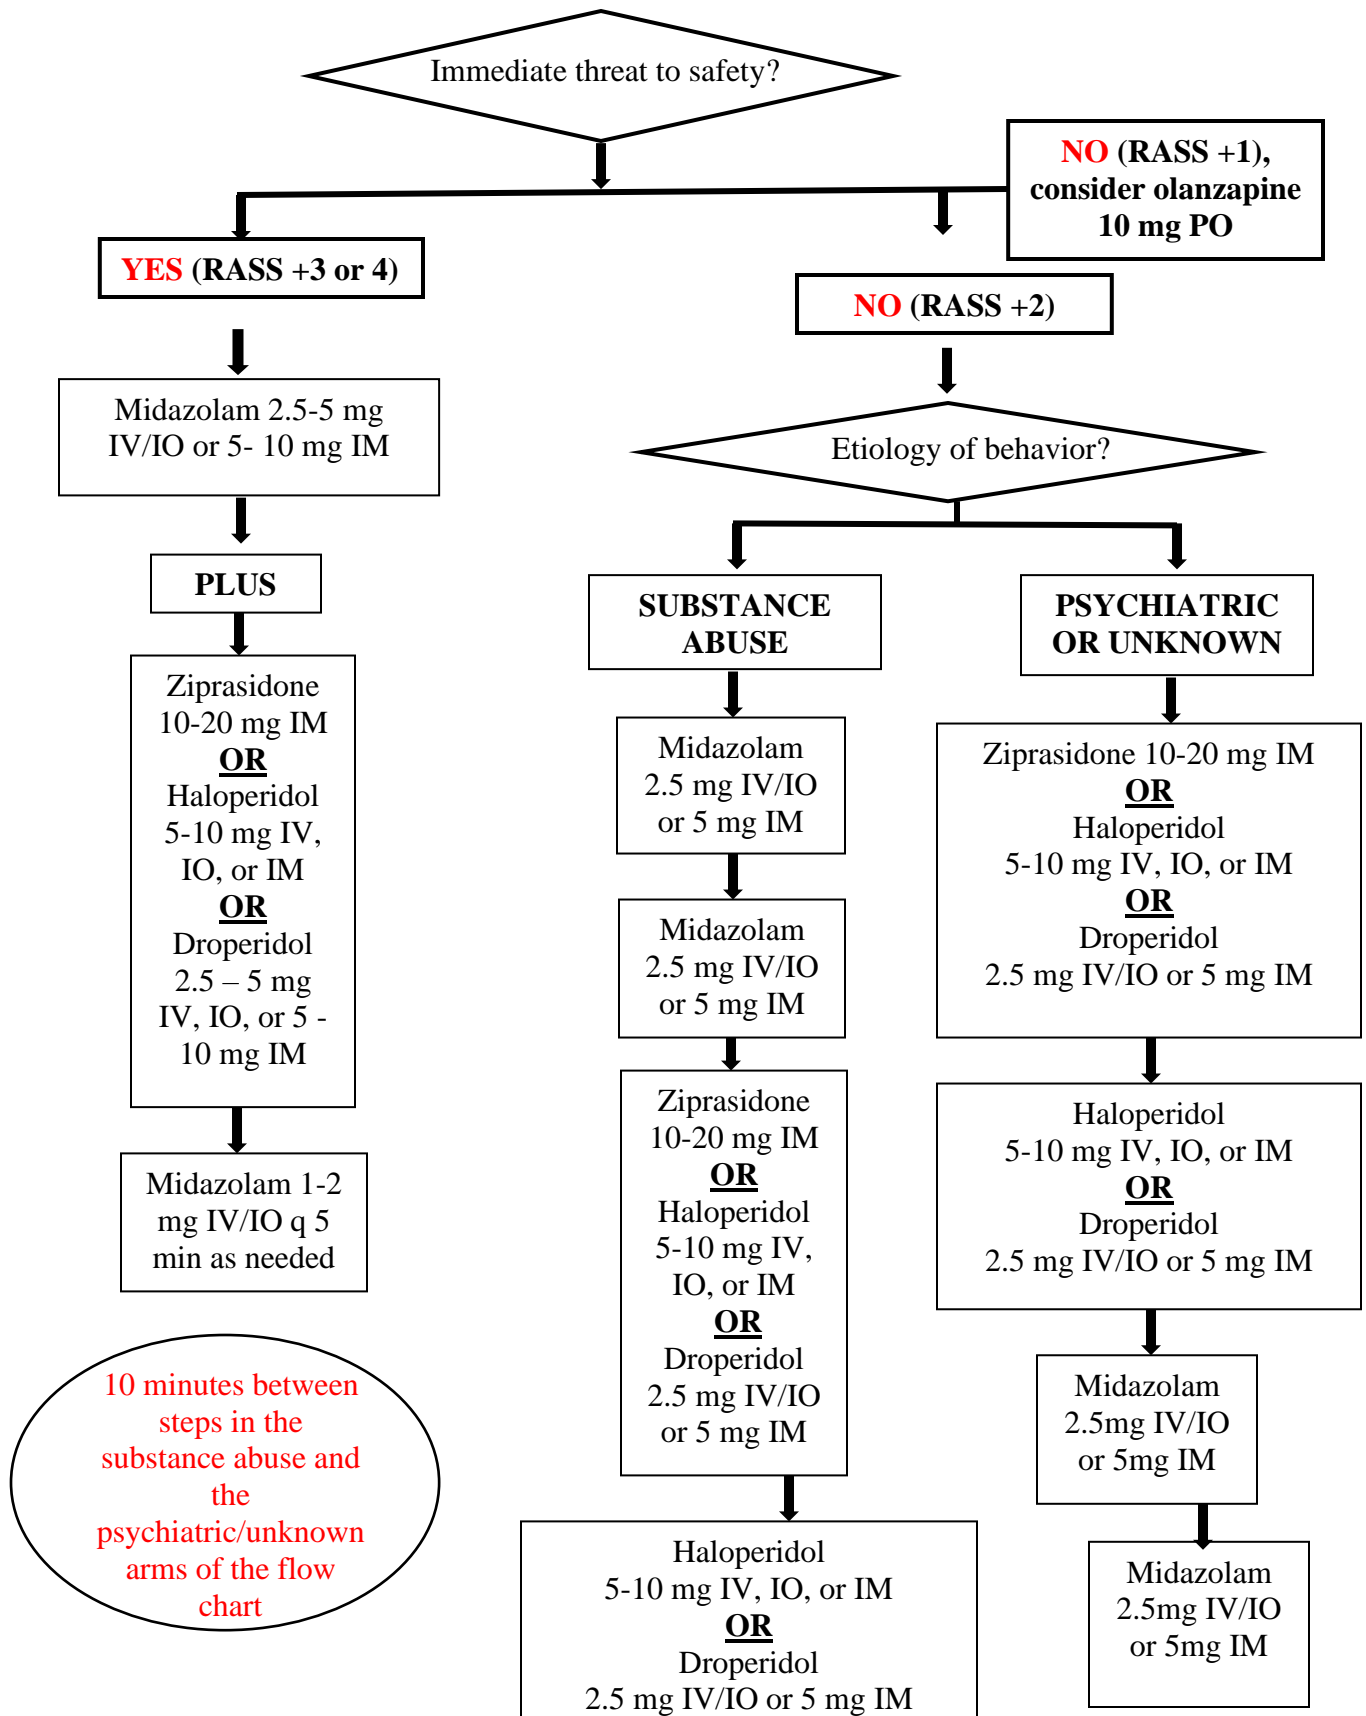 Immediate threat to safety?
NO (RASS +1),
consider olanzapine
10 mg PO
YES (RASS +3 or 4)
NO (RASS +2)
Midazolam 2.5-5 mg
IV/IO or 5- 10 mg IM
Etiology of behavior?
PLUS
SUBSTANCE
ABUSE
PSYCHIATRIC
OR UNKNOWN
Ziprasidone
10-20 mg IM
OR
Haloperidol
5-10 mg IV,
IO, or IM
OR
Droperidol
2.5 – 5 mg
IV, IO, or 5 -
10 mg IM
Midazolam 1-2
mg IV/IO q 5
min as needed
10 minutes between
steps in the
substance abuse and
the
psychiatric/unknown
arms of the flow
chart
Midazolam
2.5 mg IV/IO
or 5 mg IM
Midazolam
2.5 mg IV/IO
or 5 mg IM
Ziprasidone
10-20 mg IM
OR
Haloperidol
5-10 mg IV,
IO, or IM
OR
Droperidol
2.5 mg IV/IO
or 5 mg IM
Haloperidol
5-10 mg IV, IO, or IM
OR
Droperidol
2.5 mg IV/IO or 5 mg IM
Ziprasidone 10-20 mg IM
OR
Haloperidol
5-10 mg IV, IO, or IM
OR
Droperidol
2.5 mg IV/IO or 5 mg IM
Haloperidol
5-10 mg IV, IO, or IM
OR
Droperidol
2.5 mg IV/IO or 5 mg IM
Midazolam
2.5mg IV/IO
or 5mg IM
Midazolam
2.5mg IV/IO
or 5mg IM